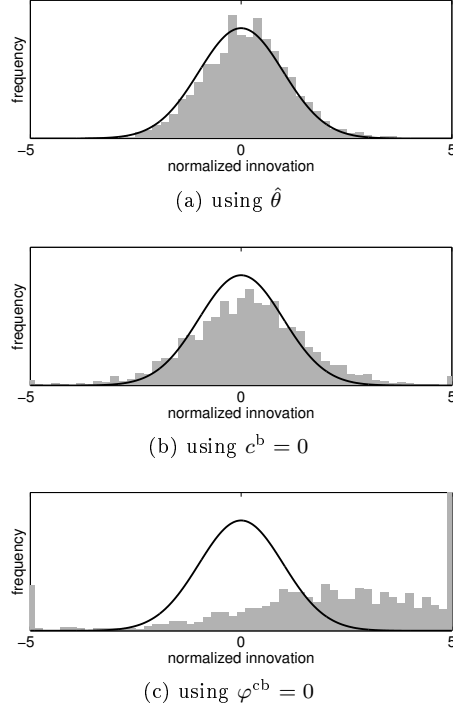 frequency
−5 0 5
normalized innovation
(a) using θ̂
frequency
−5 0 5
normalized innovation
(b) using cᵇ = 0
frequency
−5 0 5
normalized innovation
(c) using φᶜᵇ = 0